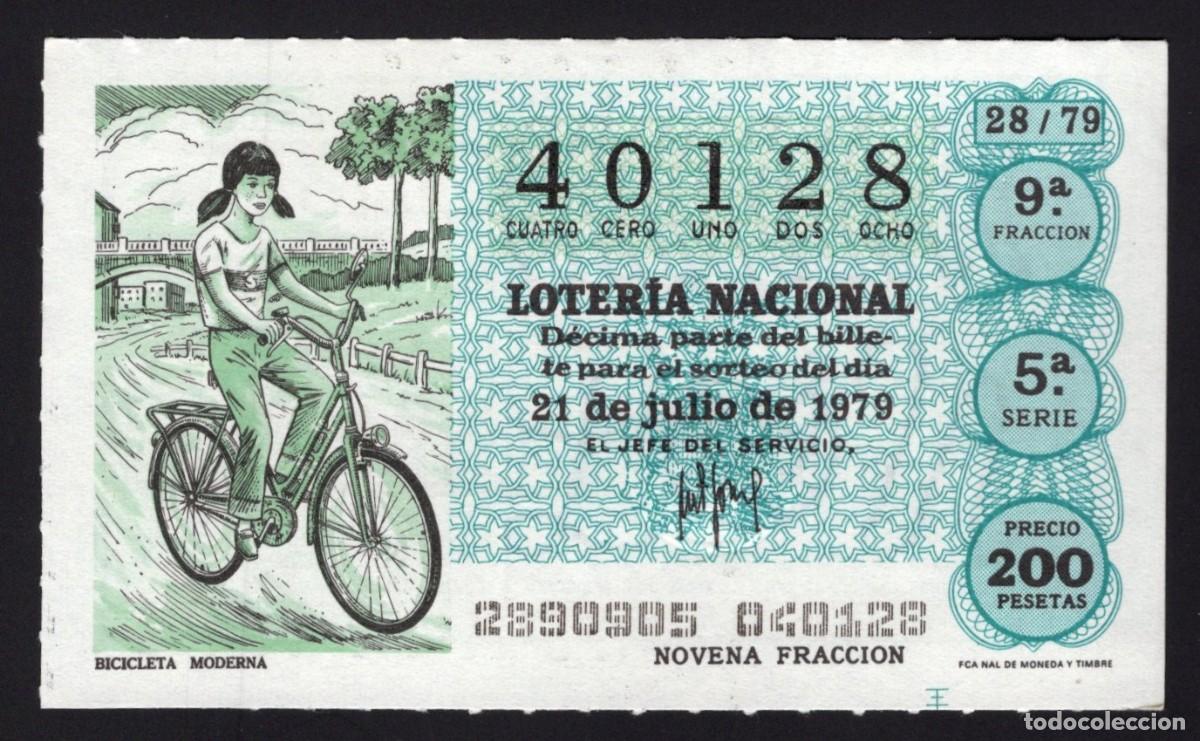 28 / 79
40128
CUATRO CERO UNO DOS OCHO
9.ª
FRACCION
LOTERÍA NACIONAL
Décima parte del bille-
te para el sorteo del día
21 de julio de 1979
EL JEFE DEL SERVICIO,
5.ª
SERIE
PRECIO
200
PESETAS
2890905 040128
NOVENA FRACCION
BICICLETA MODERNA
FCA NAL DE MONEDA Y TIMBRE
todocoleccion